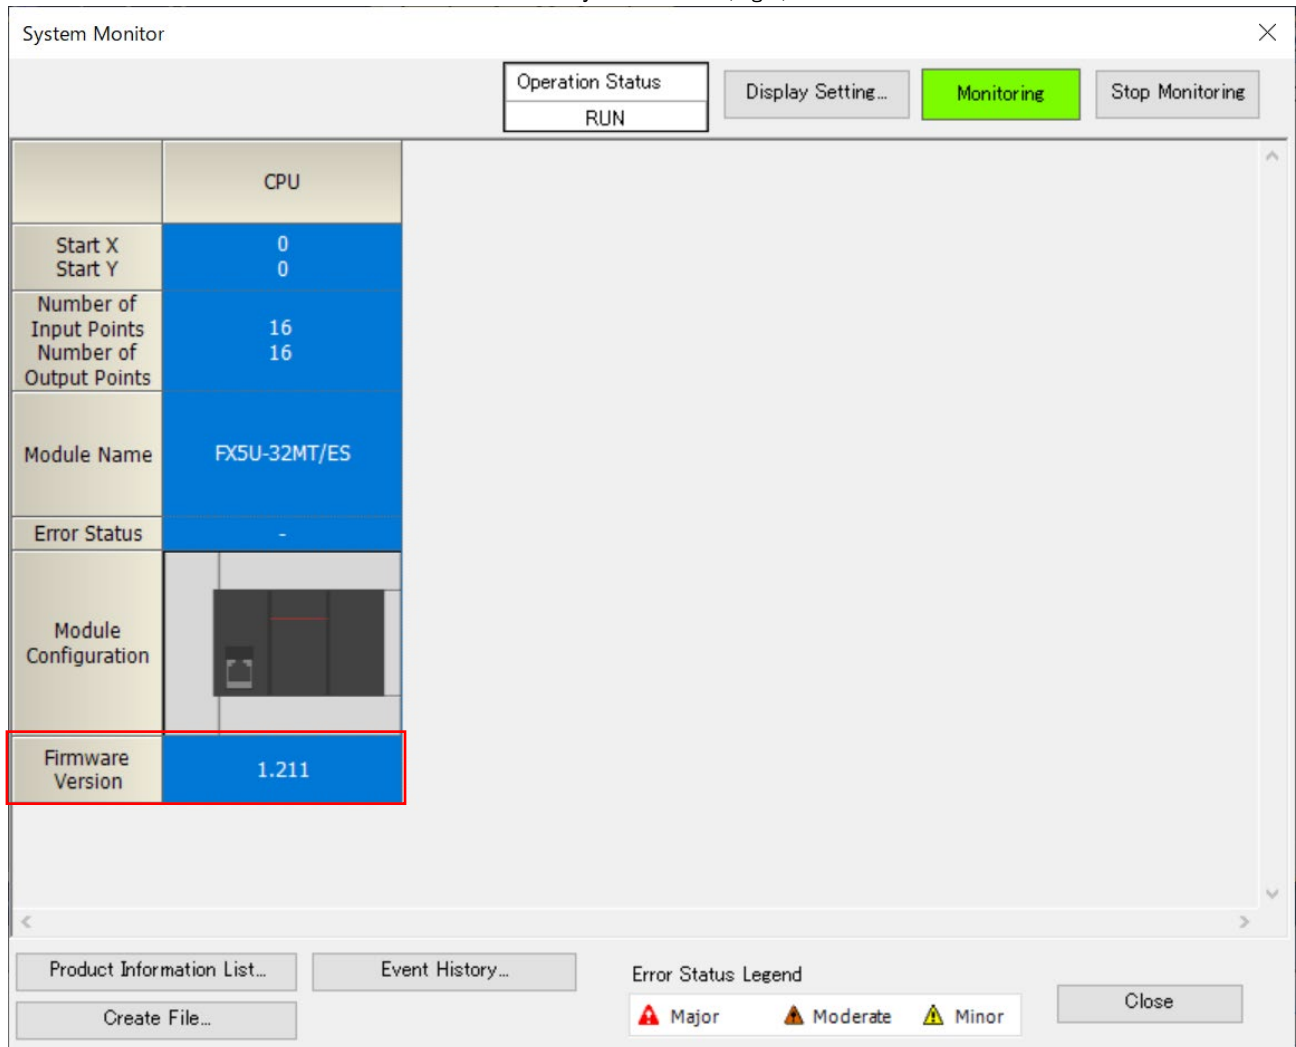 System Monitor
Operation Status
RUN
Display Setting...
Monitoring
Stop Monitoring
CPU
Start X
Start Y
0
0
Number of
Input Points
Number of
Output Points
16
16
Module Name
FX5U-32MT/ES
Error Status
-
Module
Configuration
Firmware
Version
1.211
Product Information List...
Event History...
Create File...
Error Status Legend
Major
Moderate
Minor
Close